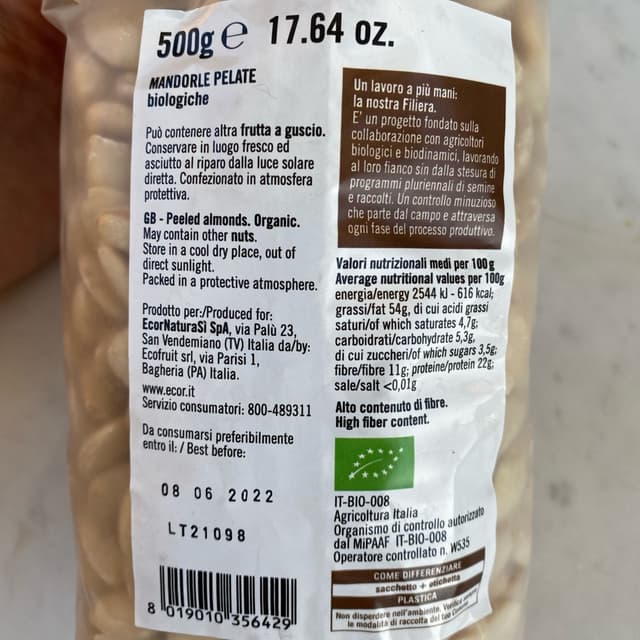 500g e 17.64 oz.
MANDORLE PELATE
biologiche
Può contenere altra frutta a guscio.
Conservare in luogo fresco ed
asciutto al riparo dalla luce solare
diretta. Confezionato in atmosfera
protettiva.
GB - Peeled almonds. Organic.
May contain other nuts.
Store in a cool dry place, out of
direct sunlight.
Packed in a protective atmosphere.
Prodotto per:/Produced for:
EcorNaturaSì SpA, via Palù 23,
San Vendemiano (TV) Italia da/by:
Ecofruit srl, via Parisi 1,
Bagheria (PA) Italia.
www.ecor.it
Servizio consumatori: 800-489311
Da consumarsi preferibilmente
entro il: / Best before:
08 06 2022
LT21098
8 019010 356429
Un lavoro a più mani:
la nostra Filiera.
E' un progetto fondato sulla
collaborazione con agricoltori
biologici e biodinamici, lavorando
al loro fianco sin dalla stesura di
programmi pluriennali di semine
e raccolti. Un controllo minuzioso
che parte dal campo e attraversa
ogni fase del processo produttivo.
Valori nutrizionali medi per 100 g
Average nutritional values per 100g
energia/energy 2544 kJ - 616 kcal;
grassi/fat 54g, di cui acidi grassi
saturi/of which saturates 4,7g;
carboidrati/carbohydrate 5,3g,
di cui zuccheri/of which sugars 3,5g;
fibre/fibre 11g; proteine/protein 22g;
sale/salt <0,01g
Alto contenuto di fibre.
High fiber content.
IT-BIO-008
Agricoltura Italia
Organismo di controllo autorizzato
dal MiPAAF IT-BIO-008
Operatore controllato n. W535
COME DIFFERENZIARE
sacchetto + etichetta
PLASTICA
Non disperdere nell'ambiente. Verifica
le modalità di raccolta del tuo Comune